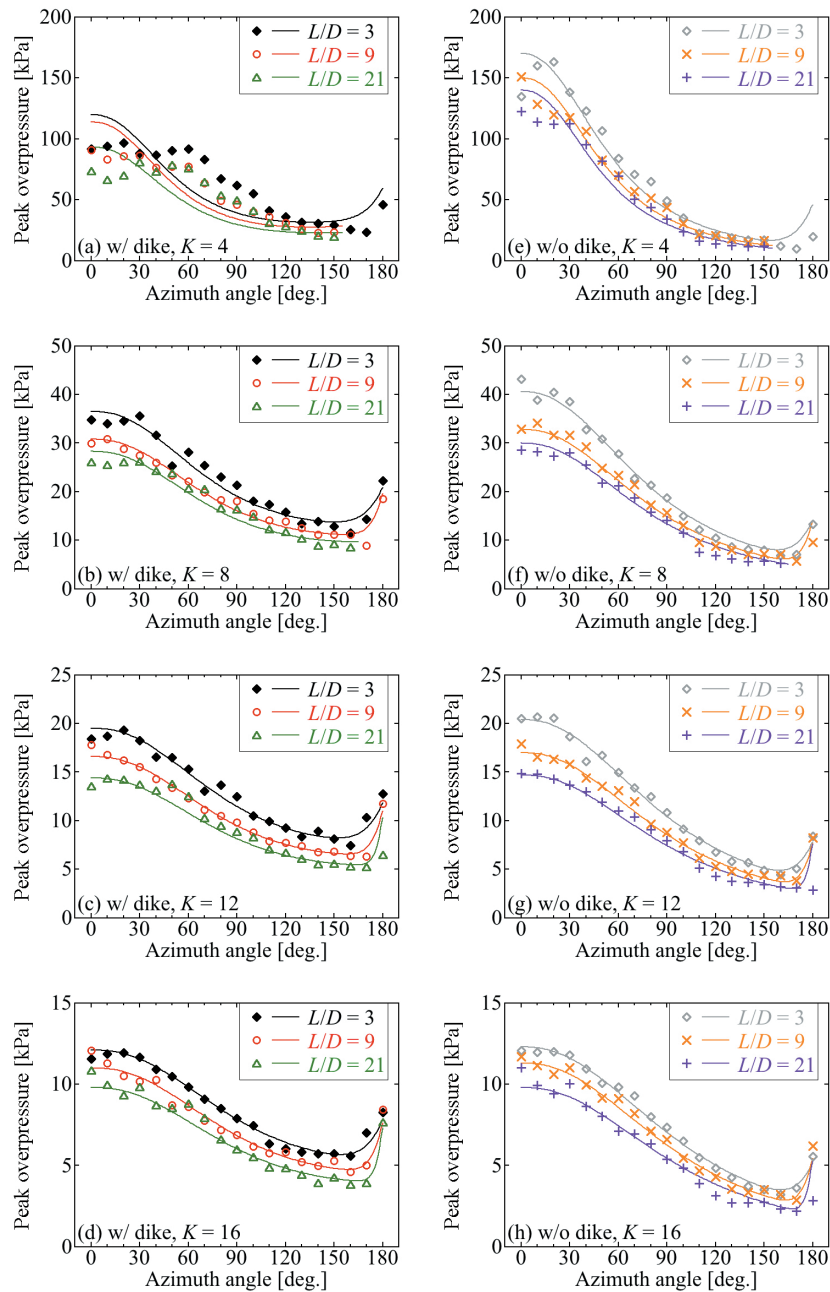 200
150
100
50
0
Peak overpressure [kPa]
L/D = 3
L/D = 9
L/D = 21
(a) w/ dike, K = 4
0 30 60 90 120 150 180
Azimuth angle [deg.]
200
150
100
50
0
Peak overpressure [kPa]
L/D = 3
L/D = 9
L/D = 21
(e) w/o dike, K = 4
0 30 60 90 120 150 180
Azimuth angle [deg.]
50
40
30
20
10
0
Peak overpressure [kPa]
L/D = 3
L/D = 9
L/D = 21
(b) w/ dike, K = 8
0 30 60 90 120 150 180
Azimuth angle [deg.]
50
40
30
20
10
0
Peak overpressure [kPa]
L/D = 3
L/D = 9
L/D = 21
(f) w/o dike, K = 8
0 30 60 90 120 150 180
Azimuth angle [deg.]
25
20
15
10
5
0
Peak overpressure [kPa]
L/D = 3
L/D = 9
L/D = 21
(c) w/ dike, K = 12
0 30 60 90 120 150 180
Azimuth angle [deg.]
25
20
15
10
5
0
Peak overpressure [kPa]
L/D = 3
L/D = 9
L/D = 21
(g) w/o dike, K = 12
0 30 60 90 120 150 180
Azimuth angle [deg.]
15
10
5
0
Peak overpressure [kPa]
L/D = 3
L/D = 9
L/D = 21
(d) w/ dike, K = 16
0 30 60 90 120 150 180
Azimuth angle [deg.]
15
10
5
0
Peak overpressure [kPa]
L/D = 3
L/D = 9
L/D = 21
(h) w/o dike, K = 16
0 30 60 90 120 150 180
Azimuth angle [deg.]